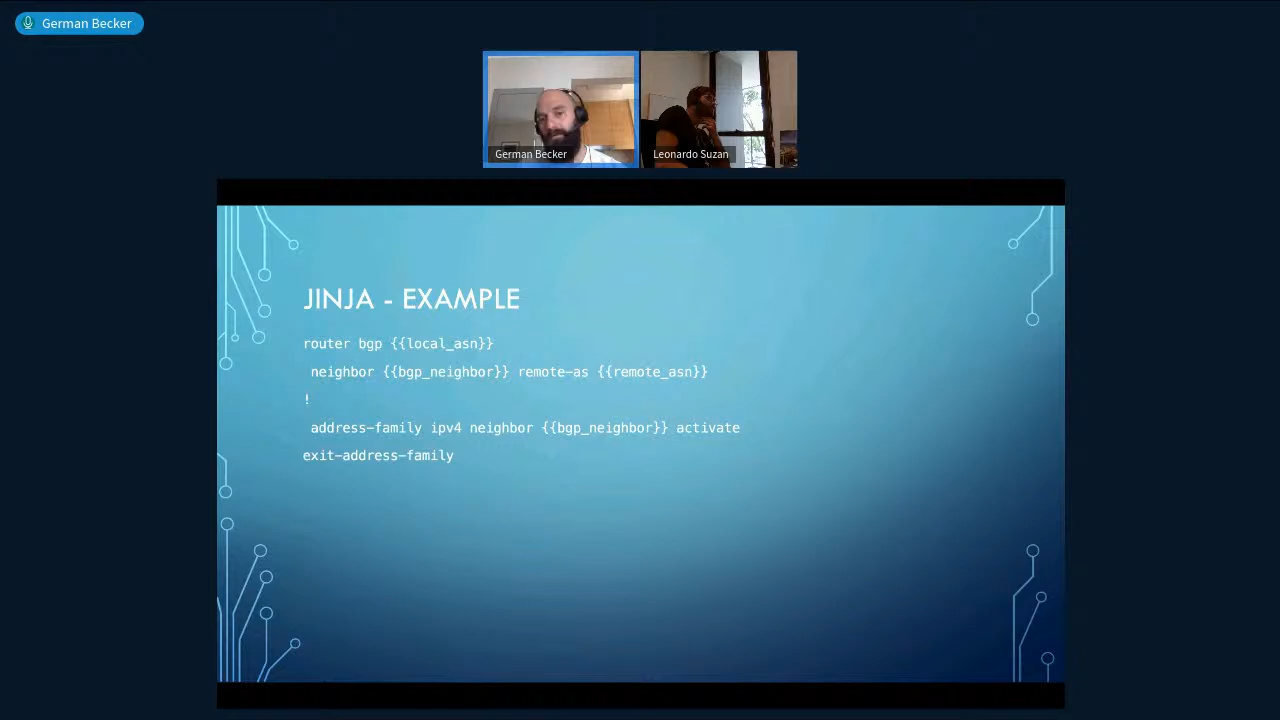 German Becker
German Becker
Leonardo Suzan
JINJA - EXAMPLE
router bgp {{local_asn}}
neighbor {{bgp_neighbor}} remote-as {{remote_asn}}
!
address-family ipv4 neighbor {{bgp_neighbor}} activate
exit-address-family